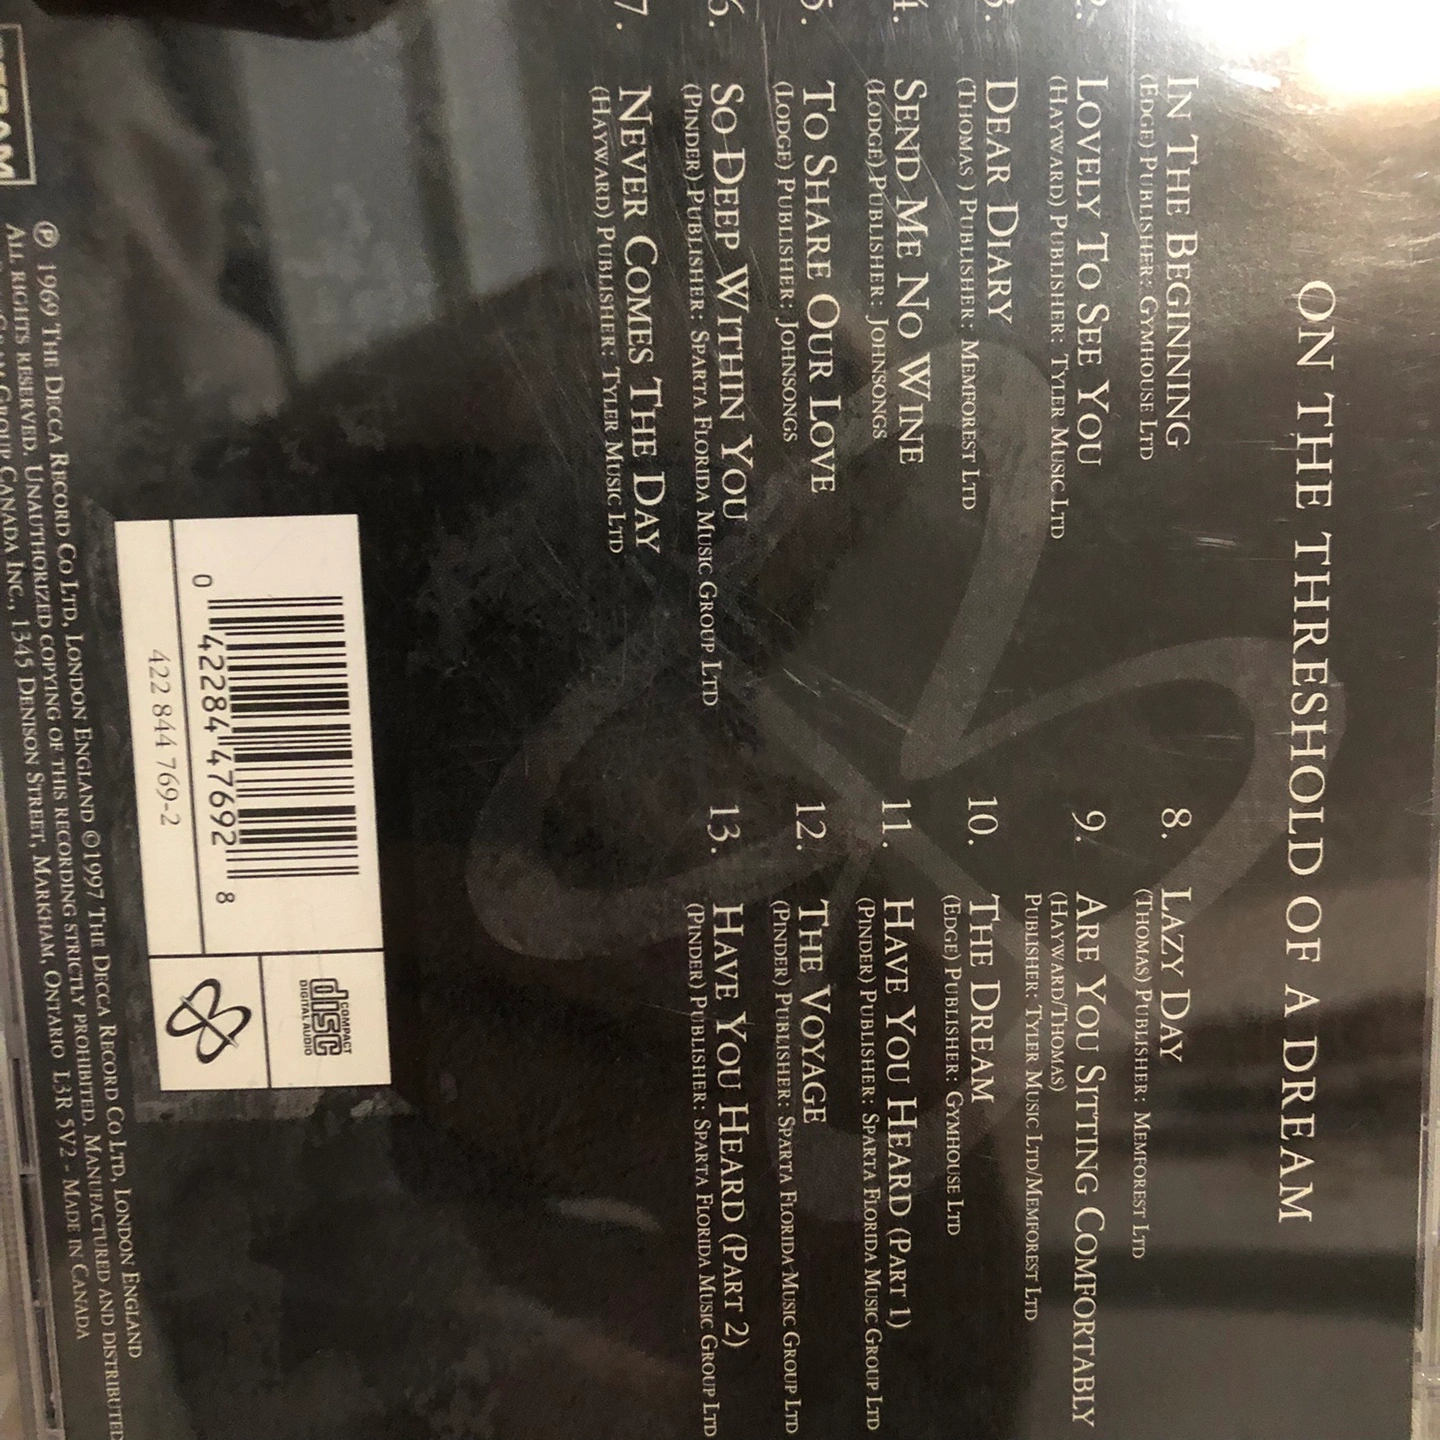 ON THE THRESHOLD OF A DREAM
IN THE BEGINNING
(EDGE) PUBLISHER: GYMHOUSE LTD
2. LOVELY TO SEE YOU
(HAYWARD) PUBLISHER: TYLER MUSIC LTD
3. DEAR DIARY
(THOMAS ) PUBLISHER: MEMFOREST LTD
4. SEND ME NO WINE
(LODGE) PUBLISHER: JOHNSONGS
5. TO SHARE OUR LOVE
(LODGE) PUBLISHER: JOHNSONGS
6. SO DEEP WITHIN YOU
(PINDER) PUBLISHER: SPARTA FLORIDA MUSIC GROUP LTD
7. NEVER COMES THE DAY
(HAYWARD) PUBLISHER: TYLER MUSIC LTD
8. LAZY DAY
(THOMAS) PUBLISHER: MEMFOREST LTD
9. ARE YOU SITTING COMFORTABLY
(HAYWARD/THOMAS)
PUBLISHER: TYLER MUSIC LTD/MEMFOREST LTD
10. THE DREAM
(EDGE) PUBLISHER: GYMHOUSE LTD
11. HAVE YOU HEARD (PART 1)
(PINDER) PUBLISHER: SPARTA FLORIDA MUSIC GROUP LTD
12. THE VOYAGE
(PINDER) PUBLISHER: SPARTA FLORIDA MUSIC GROUP LTD
13. HAVE YOU HEARD (PART 2)
(PINDER) PUBLISHER: SPARTA FLORIDA MUSIC GROUP LTD
0 42284 47692 8
422 844 769-2
COMPACT
disc
DIGITAL AUDIO
℗ 1969 THE DECCA RECORD CO LTD, LONDON ENGLAND ©1997 THE DECCA RECORD CO LTD, LONDON ENGLAND
ALL RIGHTS RESERVED. UNAUTHORIZED COPYING OF THIS RECORDING STRICTLY PROHIBITED. MANUFACTURED AND DISTRIBUTED
GROUP CANADA INC., 1345 DENISON STREET, MARKHAM, ONTARIO L3R 5V2 - MADE IN CANADA